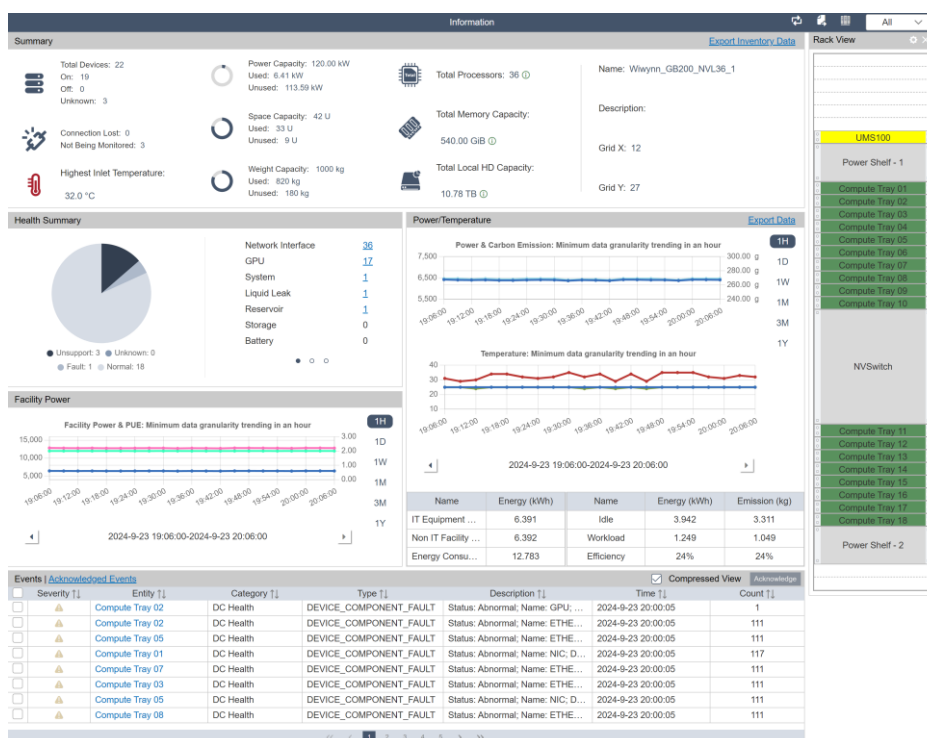 Information
All
Summary
Export Inventory Data
Total Devices: 22
On: 19
Off: 0
Unknown: 3
Connection Lost: 0
Not Being Monitored: 3
Highest Inlet Temperature:
32.0 °C
Power Capacity: 120.00 kW
Used: 6.41 kW
Unused: 113.59 kW
Space Capacity: 42 U
Used: 33 U
Unused: 9 U
Weight Capacity: 1000 kg
Used: 820 kg
Unused: 180 kg
Total Processors: 36
Total Memory Capacity:
540.00 GiB
Total Local HD Capacity:
10.78 TB
Name: Wiwynn_GB200_NVL36_1
Description:
Grid X: 12
Grid Y: 27
Health Summary
Unsupport: 3 Unknown: 0
Fault: 1 Normal: 18
Network Interface 36
GPU 17
System 1
Liquid Leak 1
Reservoir 1
Storage 0
Battery 0
Facility Power
Facility Power & PUE: Minimum data granularity trending in an hour
15,000
10,000
5,000
3.00
2.00
1.00
0.00
19:06:00 19:12:00 19:18:00 19:24:00 19:30:00 19:36:00 19:42:00 19:48:00 19:54:00 20:00:00 20:06:00
1H
1D
1W
1M
3M
1Y
2024-9-23 19:06:00-2024-9-23 20:06:00
Power/Temperature
Export Data
Power & Carbon Emission: Minimum data granularity trending in an hour
7,500
6,500
5,500
300.00 g
280.00 g
260.00 g
240.00 g
19:06:00 19:12:00 19:18:00 19:24:00 19:30:00 19:36:00 19:42:00 19:48:00 19:54:00 20:00:00 20:06:00
1H
1D
1W
1M
3M
1Y
Temperature: Minimum data granularity trending in an hour
40
30
20
10
19:06:00 19:12:00 19:18:00 19:24:00 19:30:00 19:36:00 19:42:00 19:48:00 19:54:00 20:00:00 20:06:00
2024-9-23 19:06:00-2024-9-23 20:06:00
Name Energy (kWh) Name Energy (kWh) Emission (kg)
IT Equipment ... 6.391 Idle 3.942 3.311
Non IT Facility ... 6.392 Workload 1.249 1.049
Energy Consu... 12.783 Efficiency 24% 24%
Events | Acknowledged Events
Compressed View
Acknowledge
Severity Entity Category Type Description Time Count
Compute Tray 02 DC Health DEVICE_COMPONENT_FAULT Status: Abnormal; Name: GPU; ... 2024-9-23 20:00:05 1
Compute Tray 02 DC Health DEVICE_COMPONENT_FAULT Status: Abnormal; Name: ETHE... 2024-9-23 20:00:05 111
Compute Tray 05 DC Health DEVICE_COMPONENT_FAULT Status: Abnormal; Name: ETHE... 2024-9-23 20:00:05 111
Compute Tray 01 DC Health DEVICE_COMPONENT_FAULT Status: Abnormal; Name: NIC; D... 2024-9-23 20:00:05 117
Compute Tray 07 DC Health DEVICE_COMPONENT_FAULT Status: Abnormal; Name: ETHE... 2024-9-23 20:00:05 111
Compute Tray 03 DC Health DEVICE_COMPONENT_FAULT Status: Abnormal; Name: ETHE... 2024-9-23 20:00:05 111
Compute Tray 05 DC Health DEVICE_COMPONENT_FAULT Status: Abnormal; Name: NIC; D... 2024-9-23 20:00:05 111
Compute Tray 08 DC Health DEVICE_COMPONENT_FAULT Status: Abnormal; Name: ETHE... 2024-9-23 20:00:05 111
1 2 3 4 5
Rack View
UMS100
Power Shelf - 1
Compute Tray 01
Compute Tray 02
Compute Tray 03
Compute Tray 04
Compute Tray 05
Compute Tray 06
Compute Tray 07
Compute Tray 08
Compute Tray 09
Compute Tray 10
NVSwitch
Compute Tray 11
Compute Tray 12
Compute Tray 13
Compute Tray 14
Compute Tray 15
Compute Tray 16
Compute Tray 17
Compute Tray 18
Power Shelf - 2